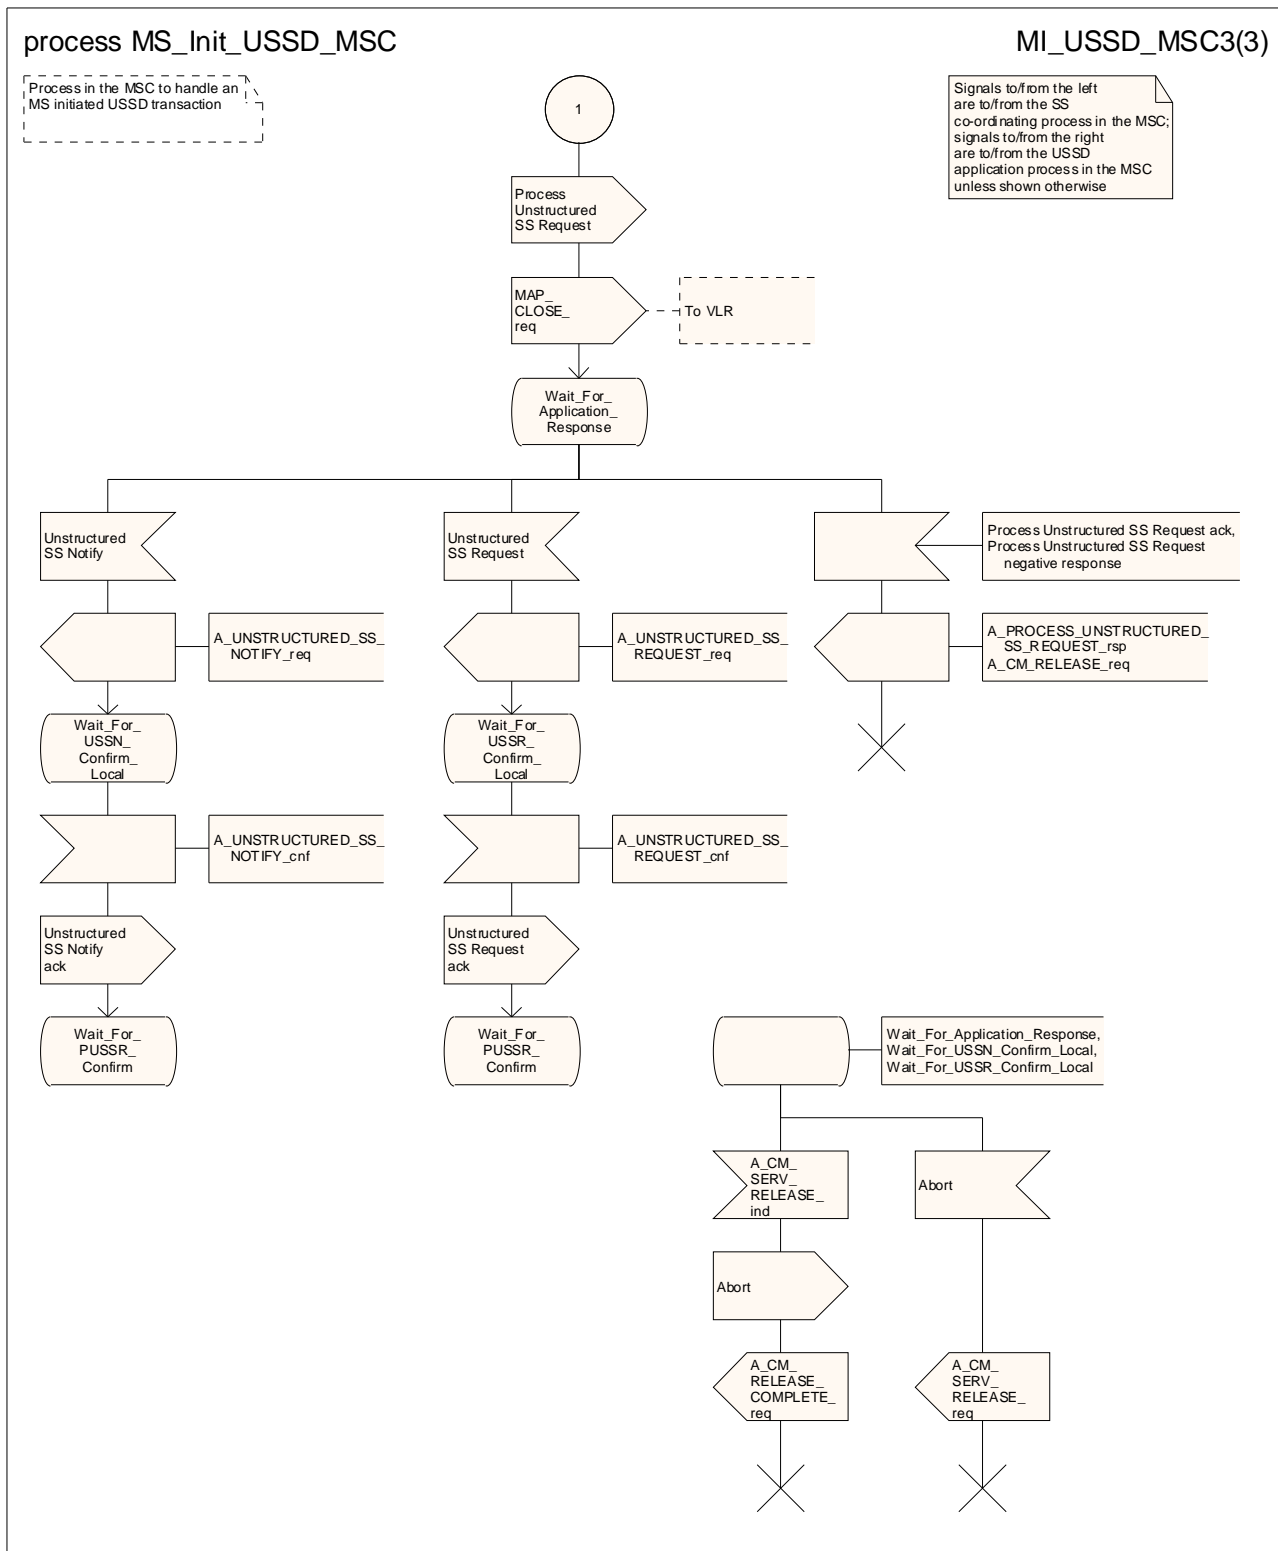 process MS_Init_USSD_MSC
MI_USSD_MSC3(3)
Process in the MSC to handle an
MS initiated USSD transaction
1
Signals to/from the left
are to/from the SS
co-ordinating process in the MSC;
signals to/from the right
are to/from the USSD
application process in the MSC
unless shown otherwise
Process
Unstructured
SS Request
MAP_
CLOSE_
req
To VLR
Wait_For_
Application_
Response
Unstructured
SS Notify
Unstructured
SS Request
Process Unstructured SS Request ack,
Process Unstructured SS Request
negative response
A_UNSTRUCTURED_SS_
NOTIFY_req
A_UNSTRUCTURED_SS_
REQUEST_req
A_PROCESS_UNSTRUCTURED_
SS_REQUEST_rsp
A_CM_RELEASE_req
Wait_For_
USSN_
Confirm_
Local
Wait_For_
USSR_
Confirm_
Local
A_UNSTRUCTURED_SS_
NOTIFY_cnf
A_UNSTRUCTURED_SS_
REQUEST_cnf
Unstructured
SS Notify
ack
Unstructured
SS Request
ack
Wait_For_
PUSSR_
Confirm
Wait_For_
PUSSR_
Confirm
Wait_For_Application_Response,
Wait_For_USSN_Confirm_Local,
Wait_For_USSR_Confirm_Local
A_CM_
SERV_
RELEASE_
ind
Abort
Abort
A_CM_
RELEASE_
COMPLETE_
req
A_CM_
SERV_
RELEASE_
req